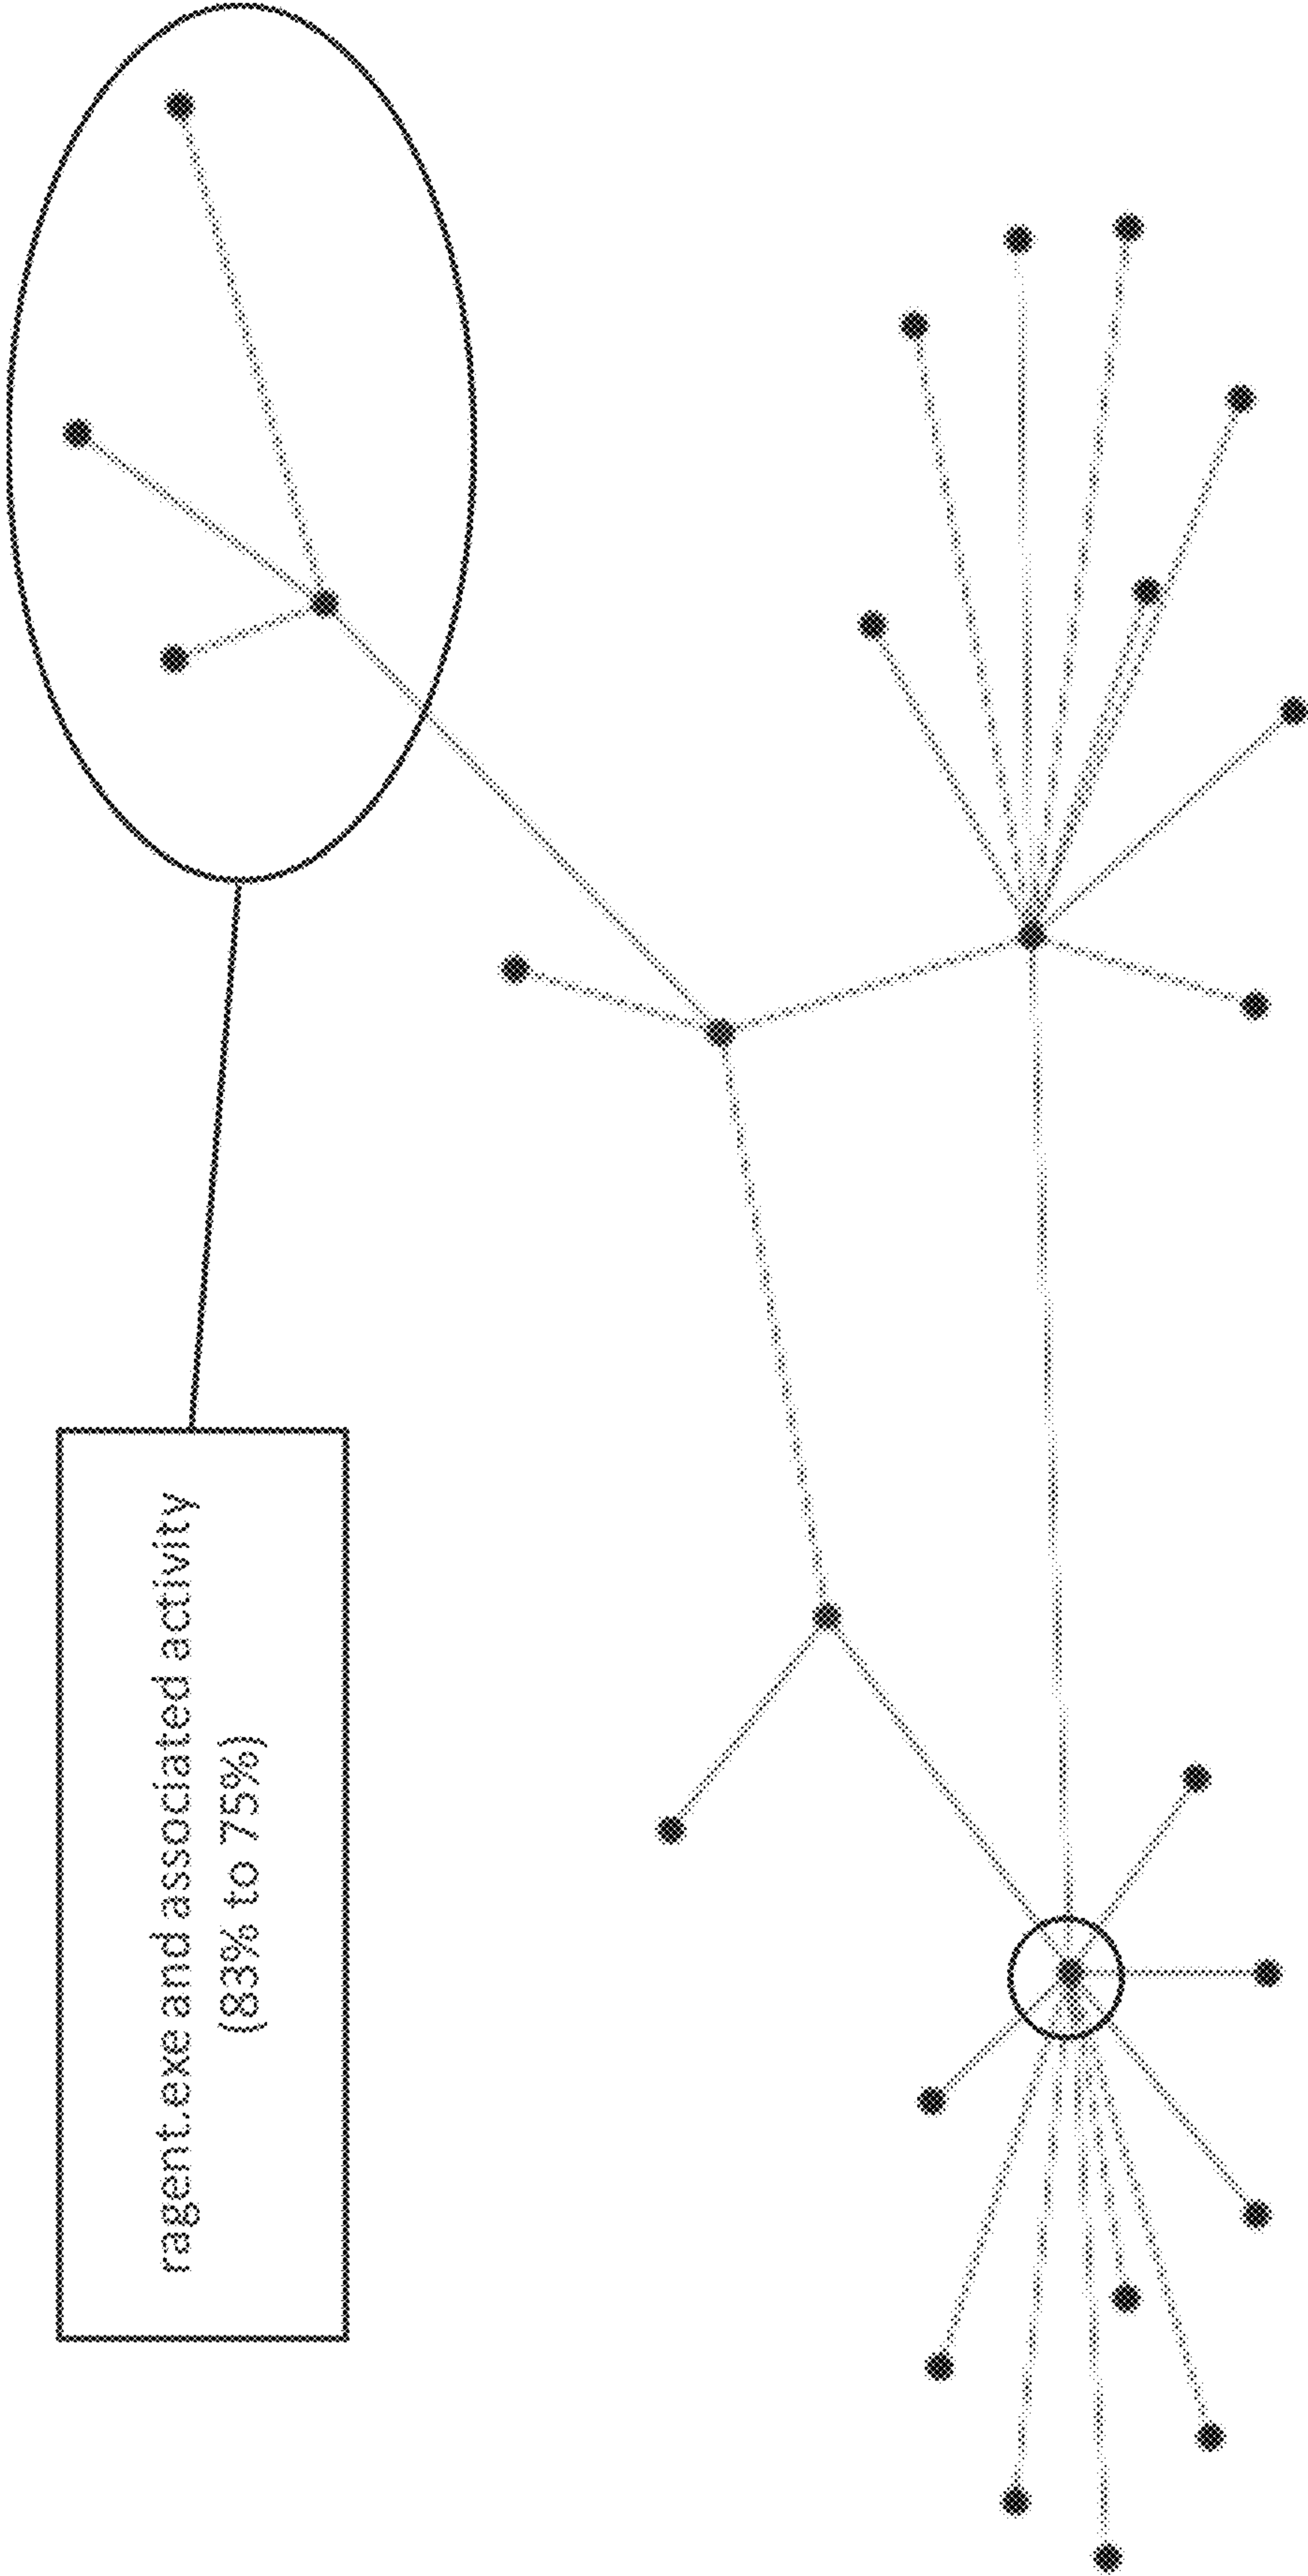 ragent.exe and associated activity
(83% to 75%)